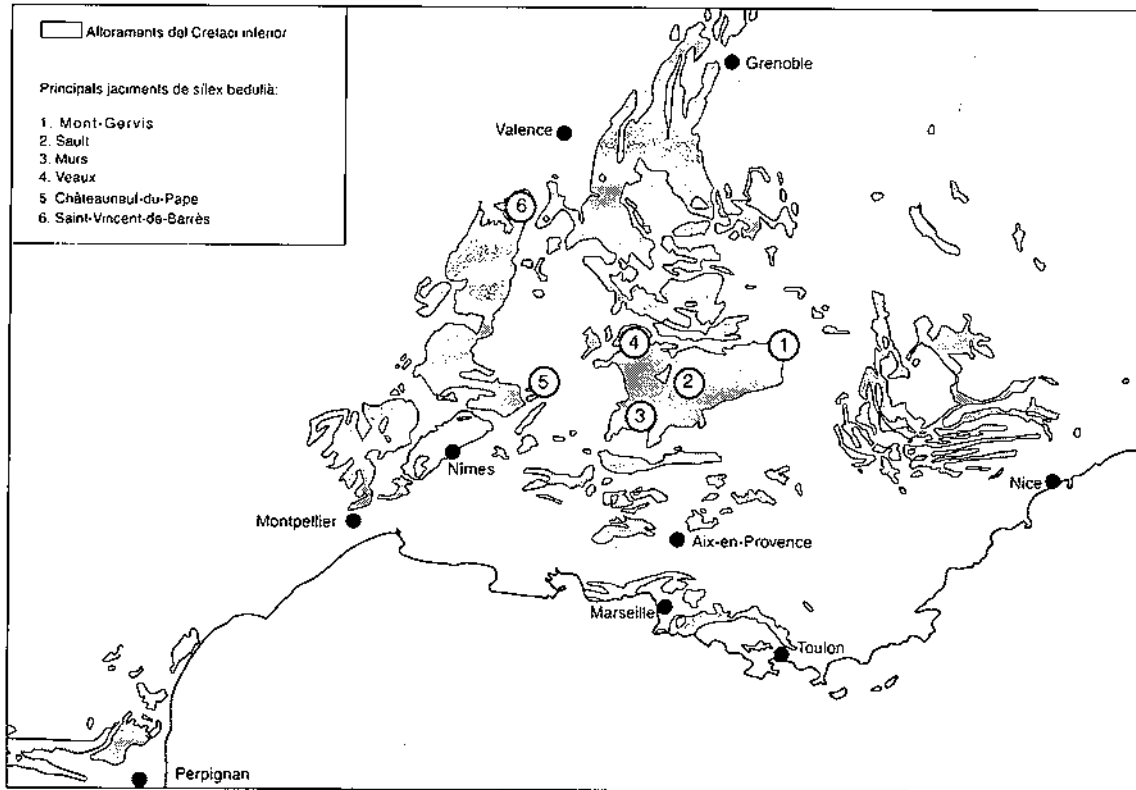 Afloraments del Cretaci inferior
Principals jaciments de sílex bedulià:
1. Mont-Gervis
2. Sault
3. Murs
4. Veaux
5 Châteauneuf-du-Pape
6. Saint-Vincent-de-Barrès
Grenoble
Valence
6
1
4
2
5
3
Nîmes
Nice
Montpellier
Aix-en-Provence
Marseille
Toulon
Perpignan